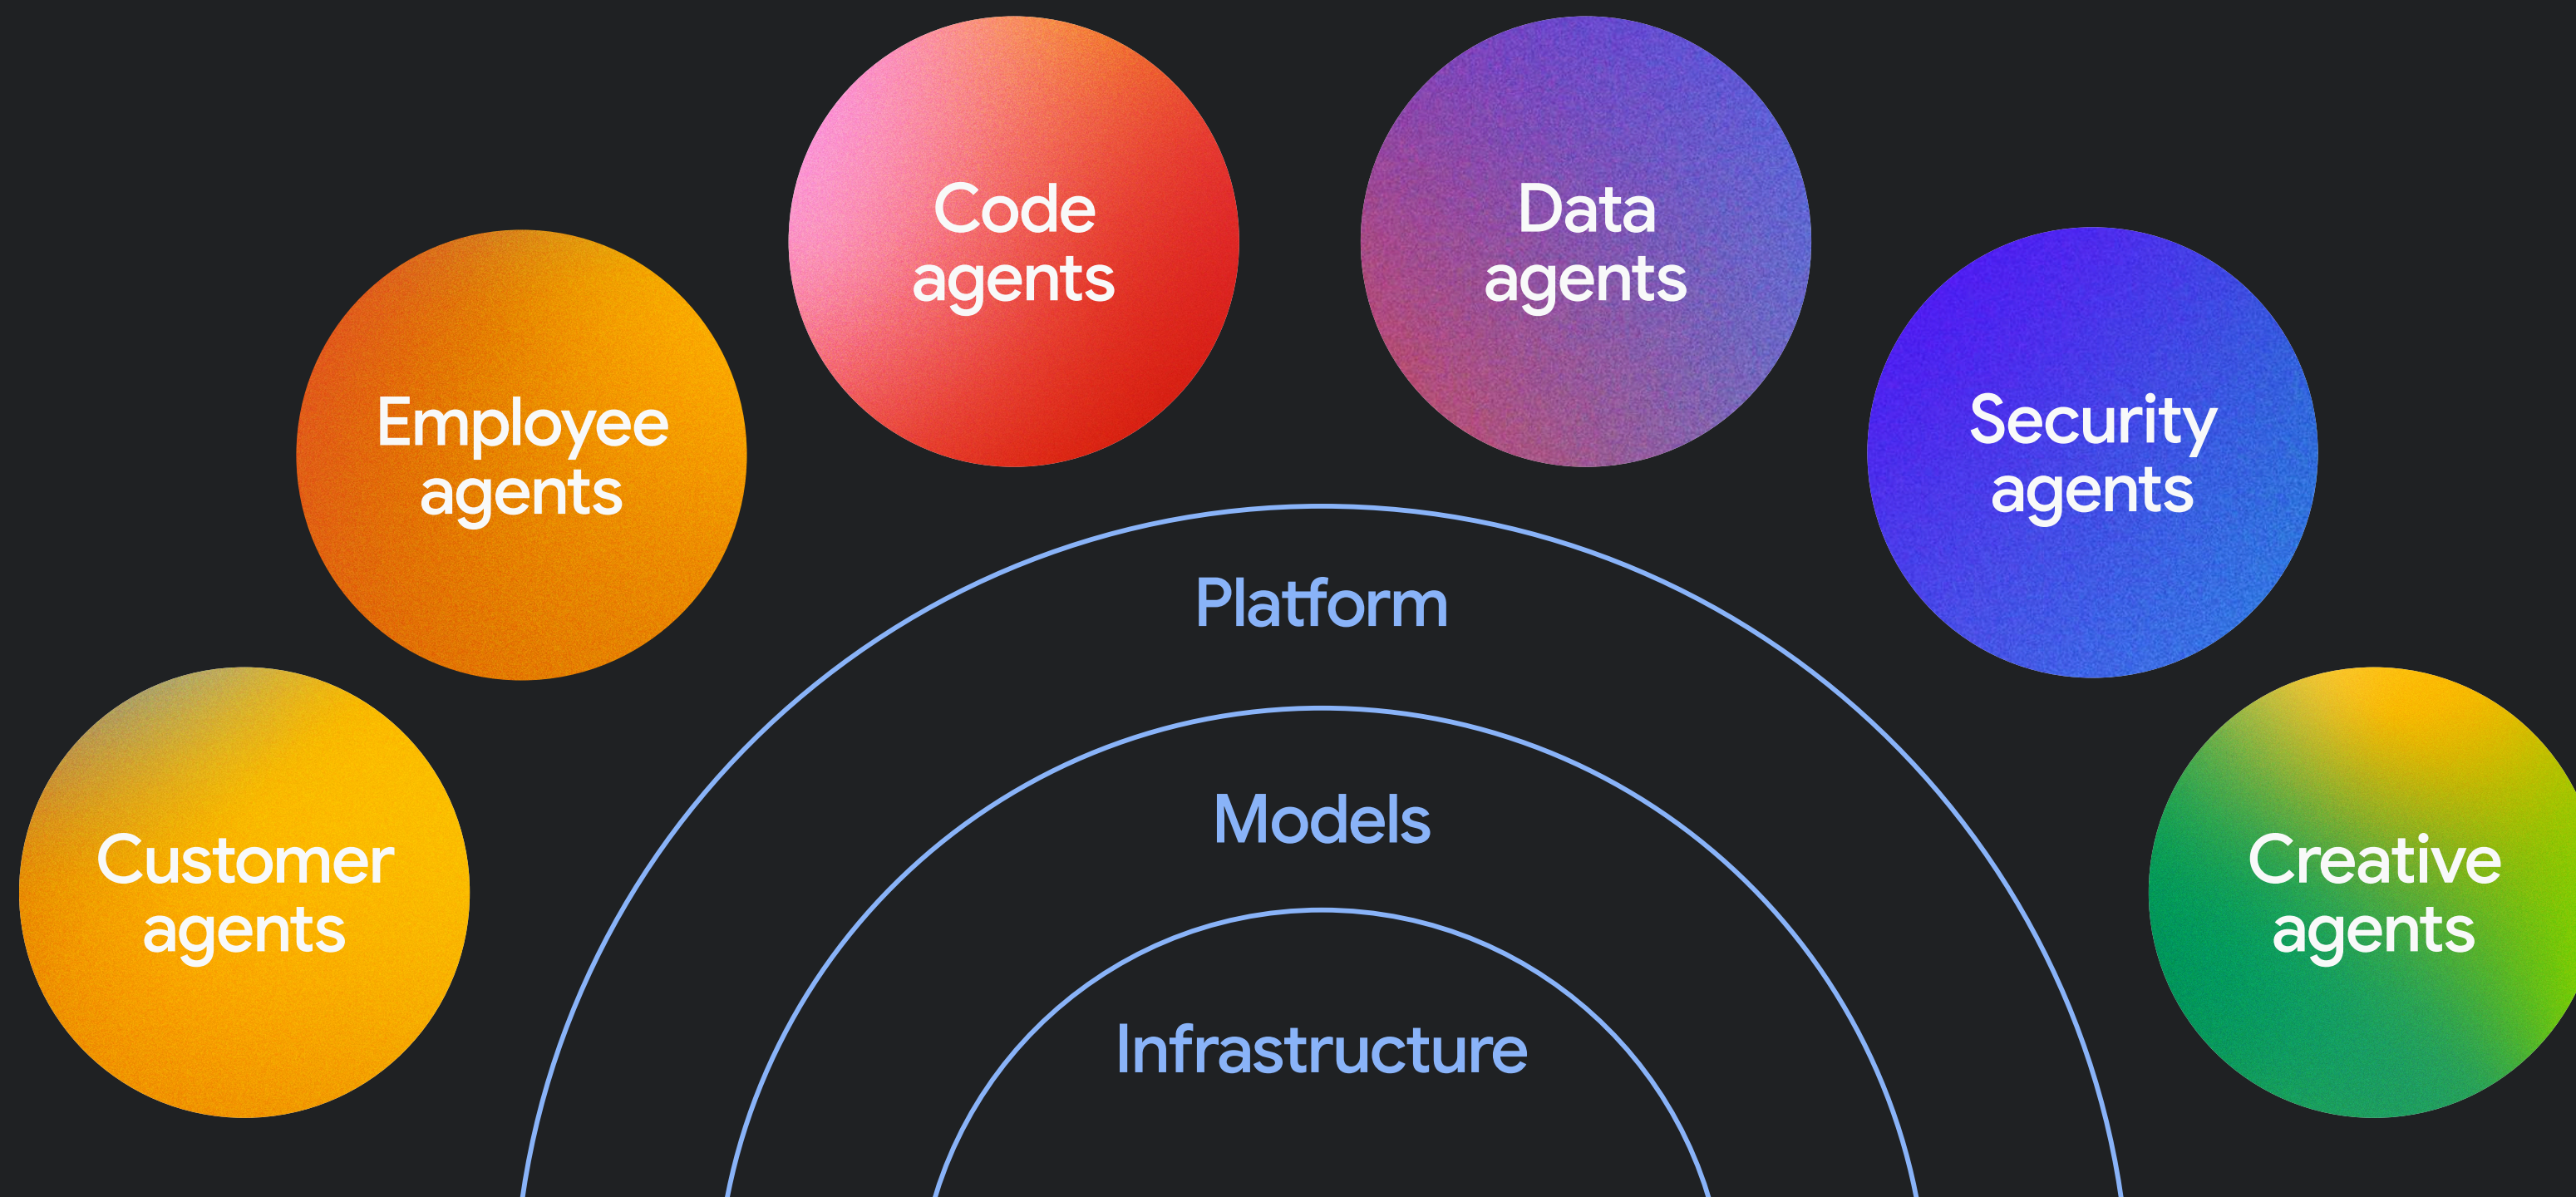 Code
agents
Data
agents
Employee
agents
Security
agents
Platform
Models
Customer
agents
Creative
agents
Infrastructure